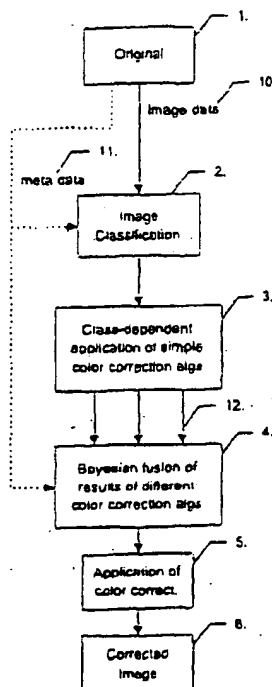 1.
Original
10.
Image data
11.
meta data
2.
Image
Classification
3.
Class-dependent
application of simple
color correction algs
12.
4.
Bayesian fusion of
results of different
color correction algs
5.
Application of
color correct.
6.
Corrected
Image